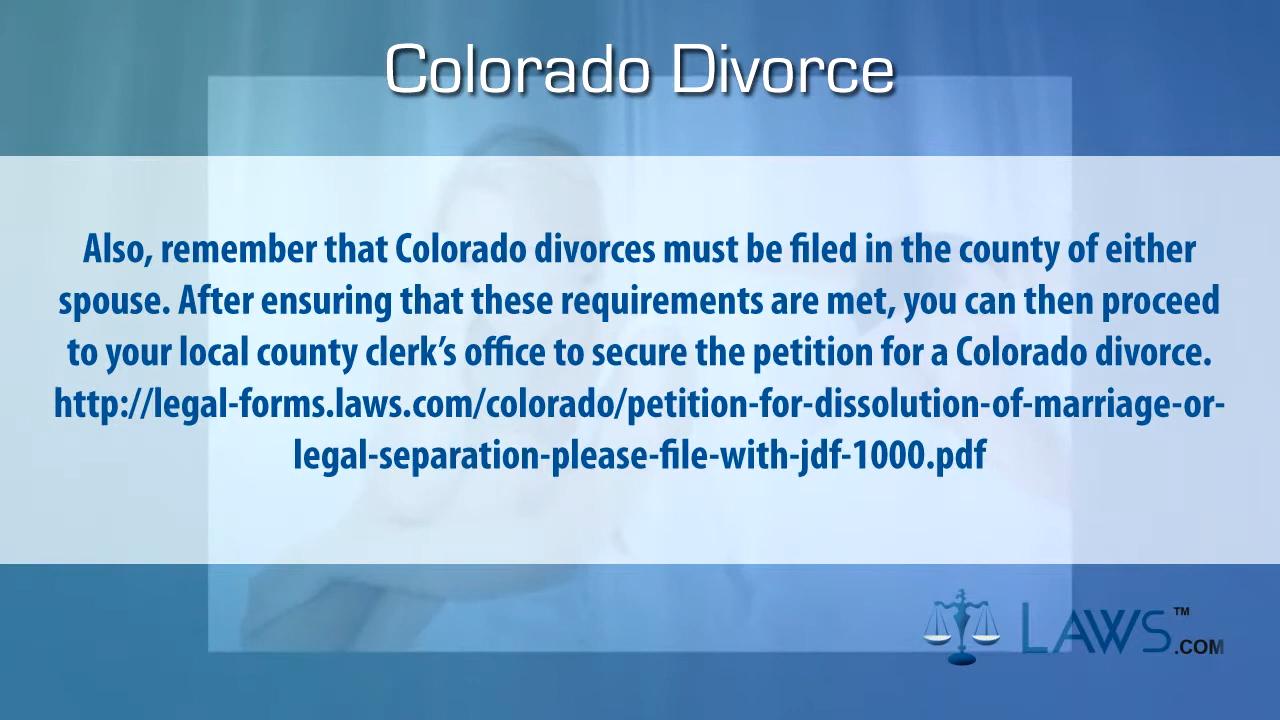 Colorado Divorce
Also, remember that Colorado divorces must be filed in the county of either
spouse. After ensuring that these requirements are met, you can then proceed
to your local county clerk’s office to secure the petition for a Colorado divorce.
http://legal-forms.laws.com/colorado/petition-for-dissolution-of-marriage-or-
legal-separation-please-file-with-jdf-1000.pdf
LAWS™.COM